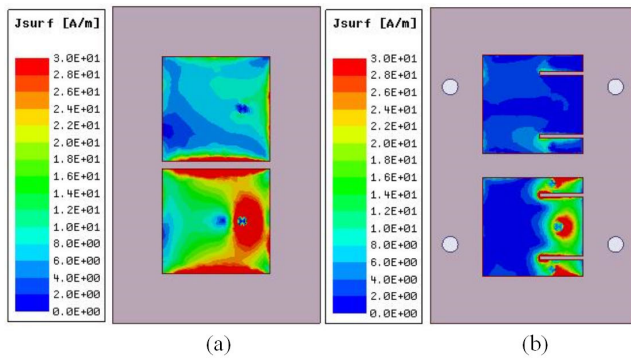 Jsurf [A/m]
3.0E+01
2.8E+01
2.6E+01
2.4E+01
2.2E+01
2.0E+01
1.8E+01
1.6E+01
1.4E+01
1.2E+01
1.0E+01
8.0E+00
6.0E+00
4.0E+00
2.0E+00
0.0E+00
(a)
Jsurf [A/m]
3.0E+01
2.8E+01
2.6E+01
2.4E+01
2.2E+01
2.0E+01
1.8E+01
1.6E+01
1.4E+01
1.2E+01
1.0E+01
8.0E+00
6.0E+00
4.0E+00
2.0E+00
0.0E+00
(b)